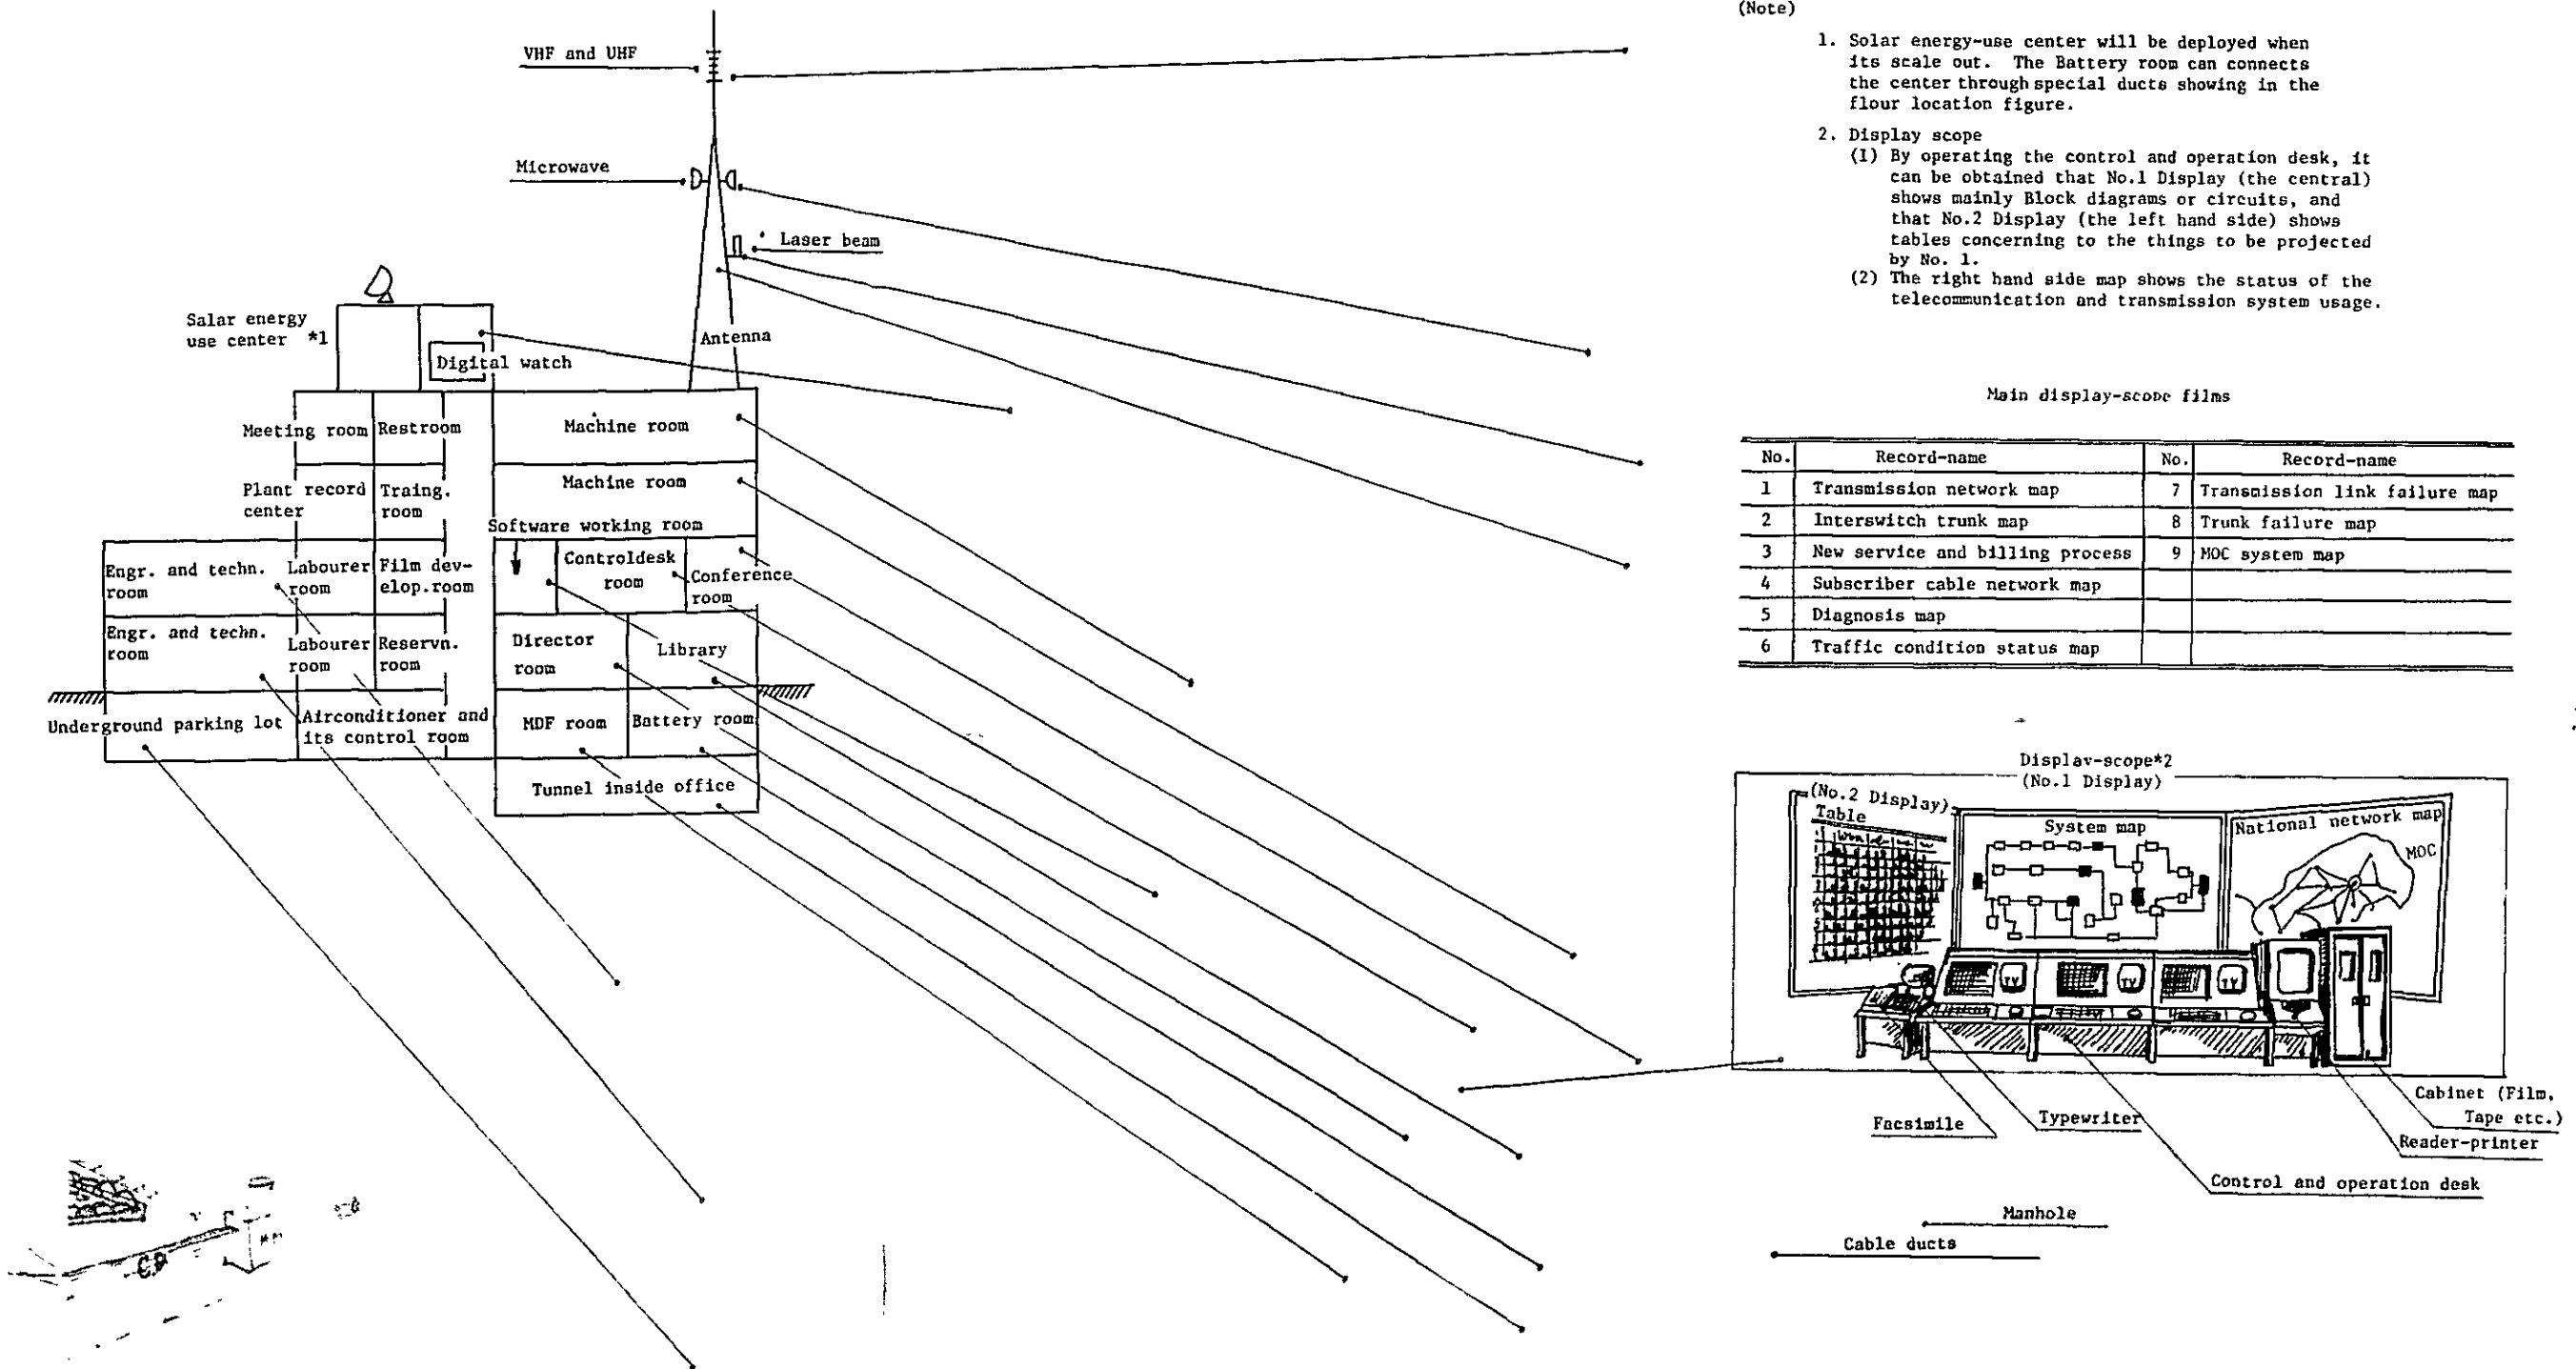 VHF and UHF
Microwave
Laser beam
Salar energy
use center *1
Antenna
Digital watch
Meeting room
Restroom
Machine room
Plant record
center
Traing.
room
Machine room
Software working room
Engr. and techn.
room
Labourer
room
Film dev-
elop.room
Controldesk
room
Conference
room
Engr. and techn.
room
Labourer
room
Reservn.
room
Director
room
Library
Underground parking lot
Airconditioner and
its control room
MDF room
Battery room
Tunnel inside office
(Note)
1. Solar energy-use center will be deployed when
its scale out. The Battery room can connects
the center through special ducts showing in the
flour location figure.
2. Display scope
(1) By operating the control and operation desk, it
can be obtained that No.1 Display (the central)
shows mainly Block diagrams or circuits, and
that No.2 Display (the left hand side) shows
tables concerning to the things to be projected
by No. 1.
(2) The right hand side map shows the status of the
telecommunication and transmission system usage.
Main display-scope films
No. Record-name No. Record-name
1 Transmission network map 7 Transmission link failure map
2 Interswitch trunk map 8 Trunk failure map
3 New service and billing process 9 MOC system map
4 Subscriber cable network map
5 Diagnosis map
6 Traffic condition status map
Display-scope*2
(No.1 Display)
(No.2 Display)
Table
System map
National network map
MOC
TV
TV
TV
Facsimile
Typewriter
Cabinet (Film,
Tape etc.)
Reader-printer
Control and operation desk
Manhole
Cable ducts